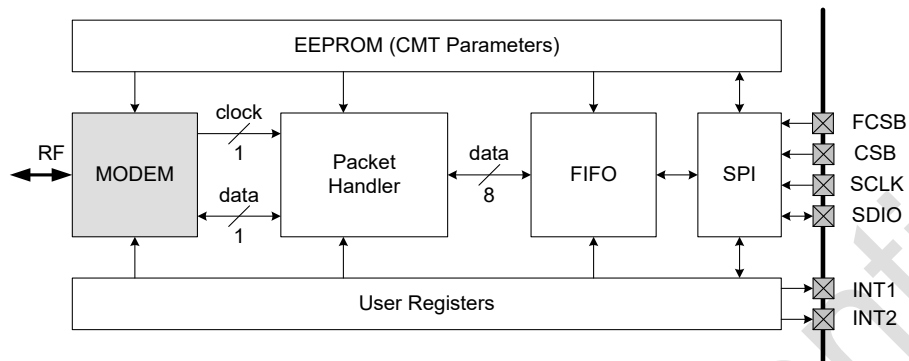 EEPROM (CMT Parameters)
clock
1
RF
MODEM
data
1
Packet
Handler
data
8
FIFO
SPI
FCSB
CSB
SCLK
SDIO
User Registers
INT1
INT2